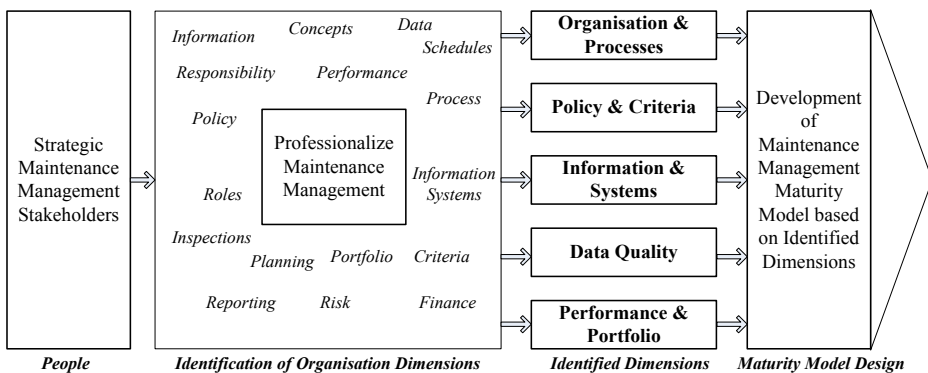 Strategic
Maintenance
Management
Stakeholders
People
Information
Concepts
Data
Schedules
Responsibility
Performance
Policy
Process
Professionalize
Maintenance
Management
Roles
Information
Systems
Inspections
Planning
Portfolio
Criteria
Reporting
Risk
Finance
Identification of Organisation Dimensions
Organisation &
Processes
Policy & Criteria
Information &
Systems
Data Quality
Performance &
Portfolio
Identified Dimensions
Development
of
Maintenance
Management
Maturity
Model based
on Identified
Dimensions
Maturity Model Design